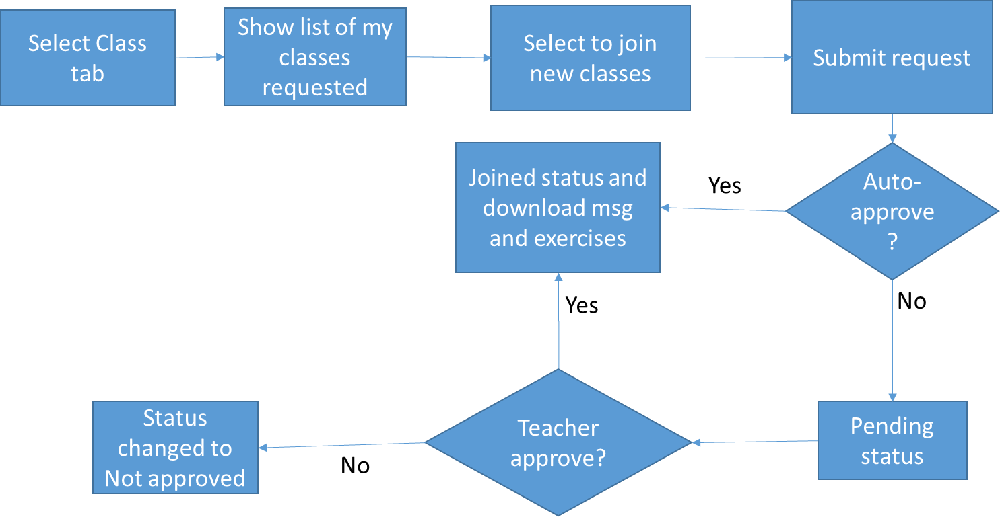 Select Class
tab
Show list of my
classes
requested
Select to join
new classes
Submit request
Auto-
approve
?
Yes
Joined status and
download msg
and exercises
No
Yes
Pending
status
Teacher
approve?
No
Status
changed to
Not approved